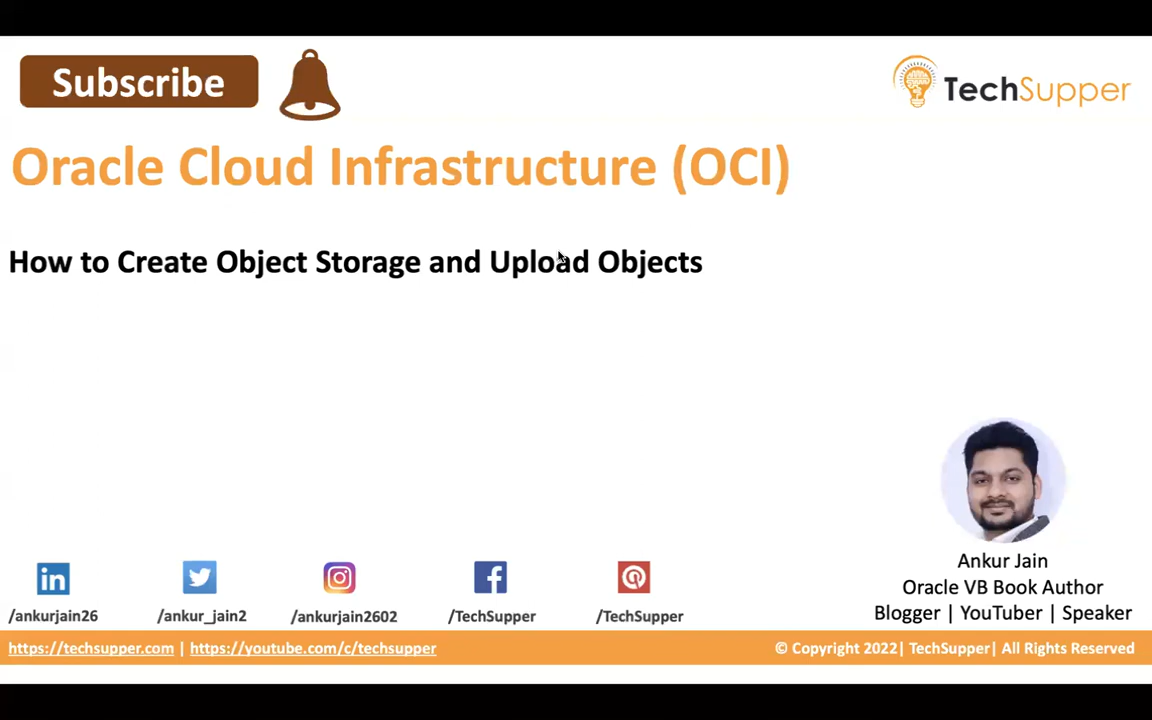 Subscribe
TechSupper
Oracle Cloud Infrastructure (OCI)
How to Create Object Storage and Upload Objects
Ankur Jain
Oracle VB Book Author
Blogger | YouTuber | Speaker
/ankurjain26
/ankur_jain2
/ankurjain2602
/TechSupper
/TechSupper
https://techsupper.com | https://youtube.com/c/techsupper
© Copyright 2022| TechSupper| All Rights Reserved